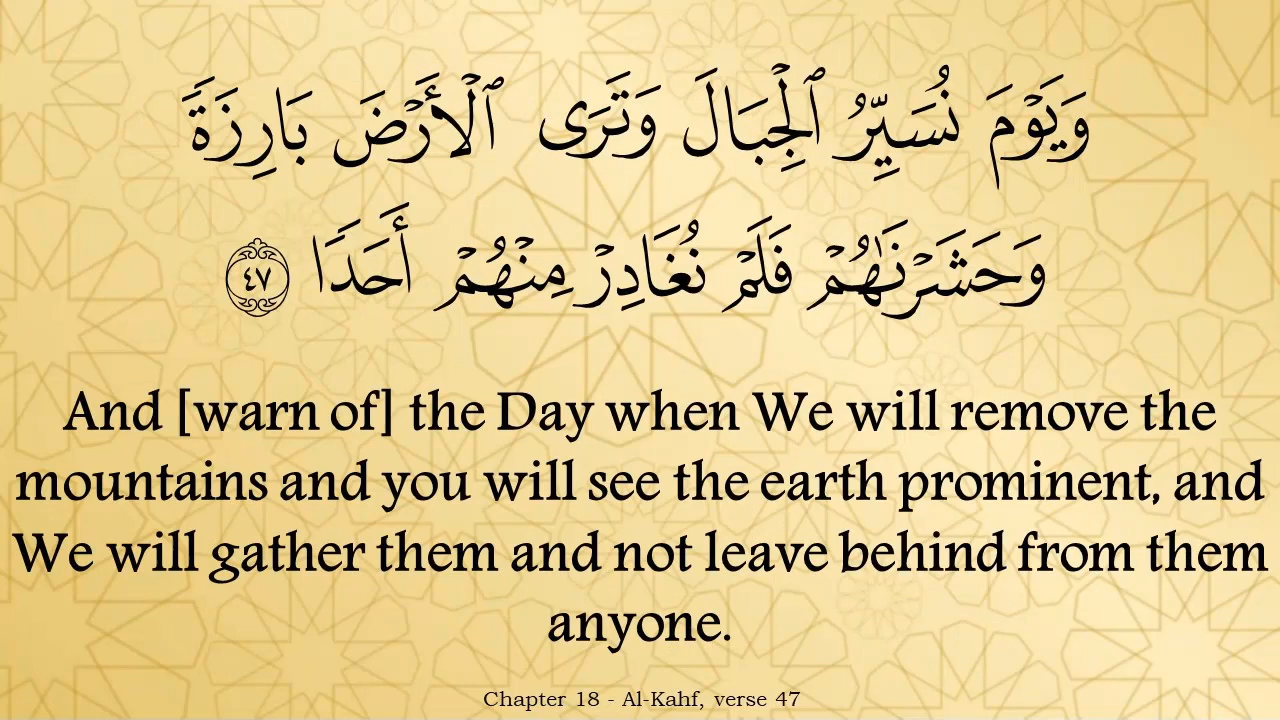 وَيَوْمَ نُسَيِّرُ ٱلْجِبَالَ وَتَرَى ٱلْأَرْضَ بَارِزَةً
وَحَشَرْنَـٰهُمْ فَلَمْ نُغَادِرْ مِنْهُمْ أَحَدًا ٤٧
And [warn of] the Day when We will remove the
mountains and you will see the earth prominent, and
We will gather them and not leave behind from them
anyone.
Chapter 18 - Al-Kahf, verse 47